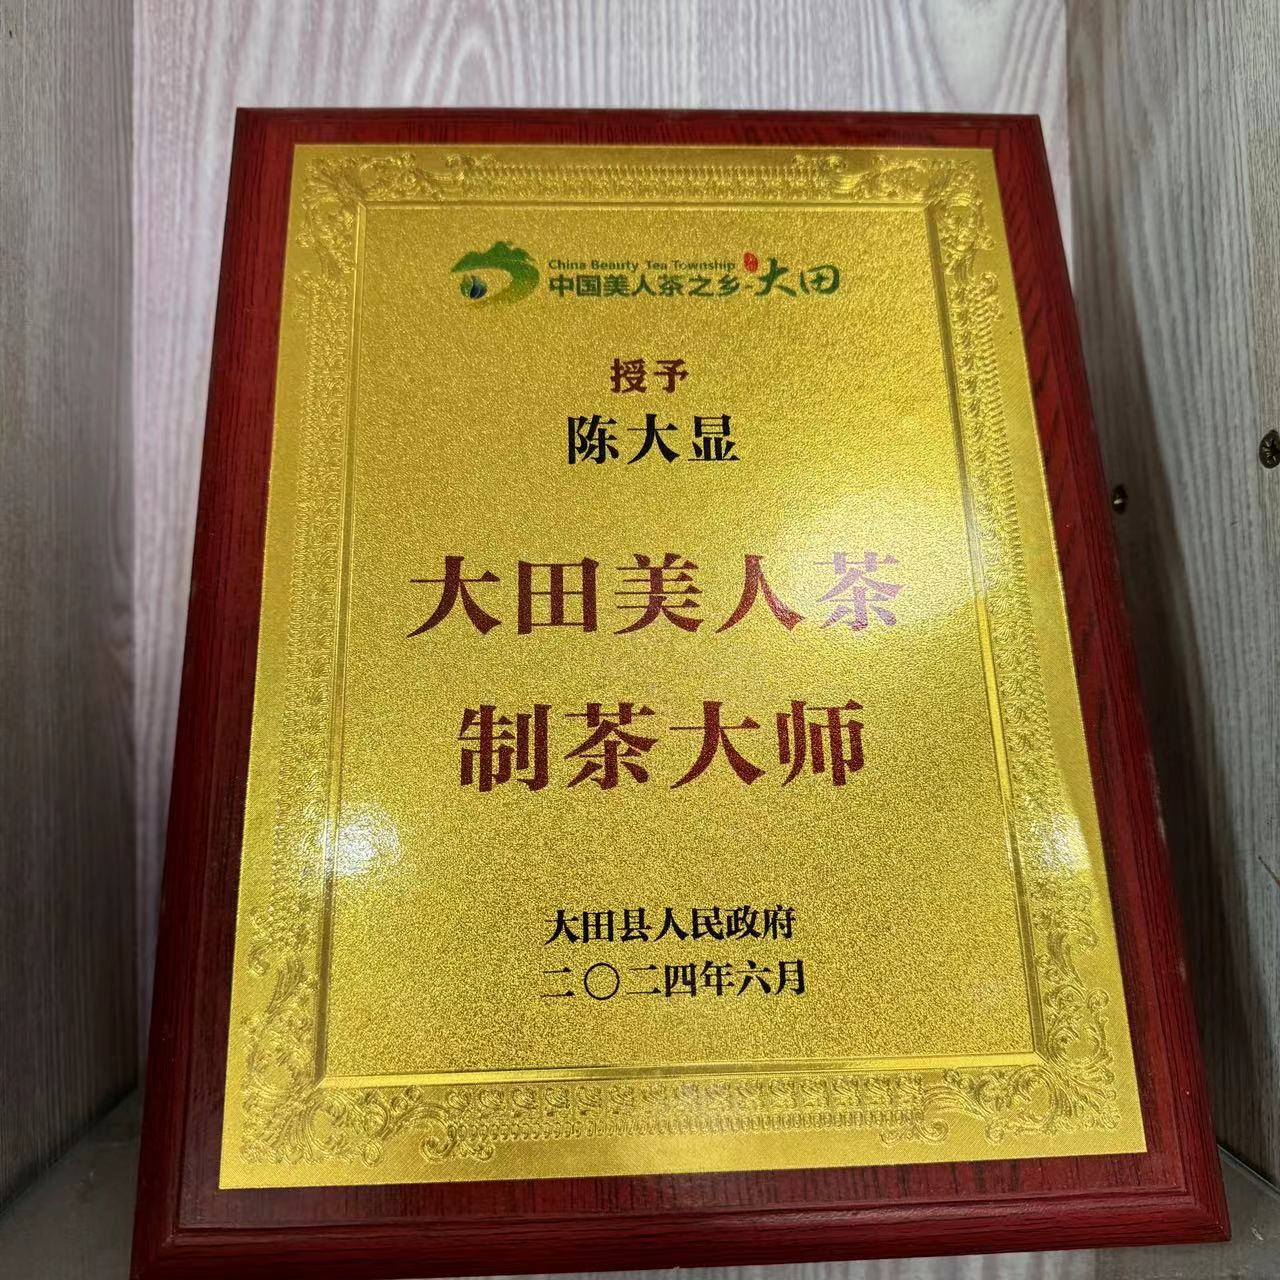 China Beauty Tea Township
中国美人茶之乡-大田
授予
陈大显
大田美人茶
制茶大师
大田县人民政府
二〇二四年六月